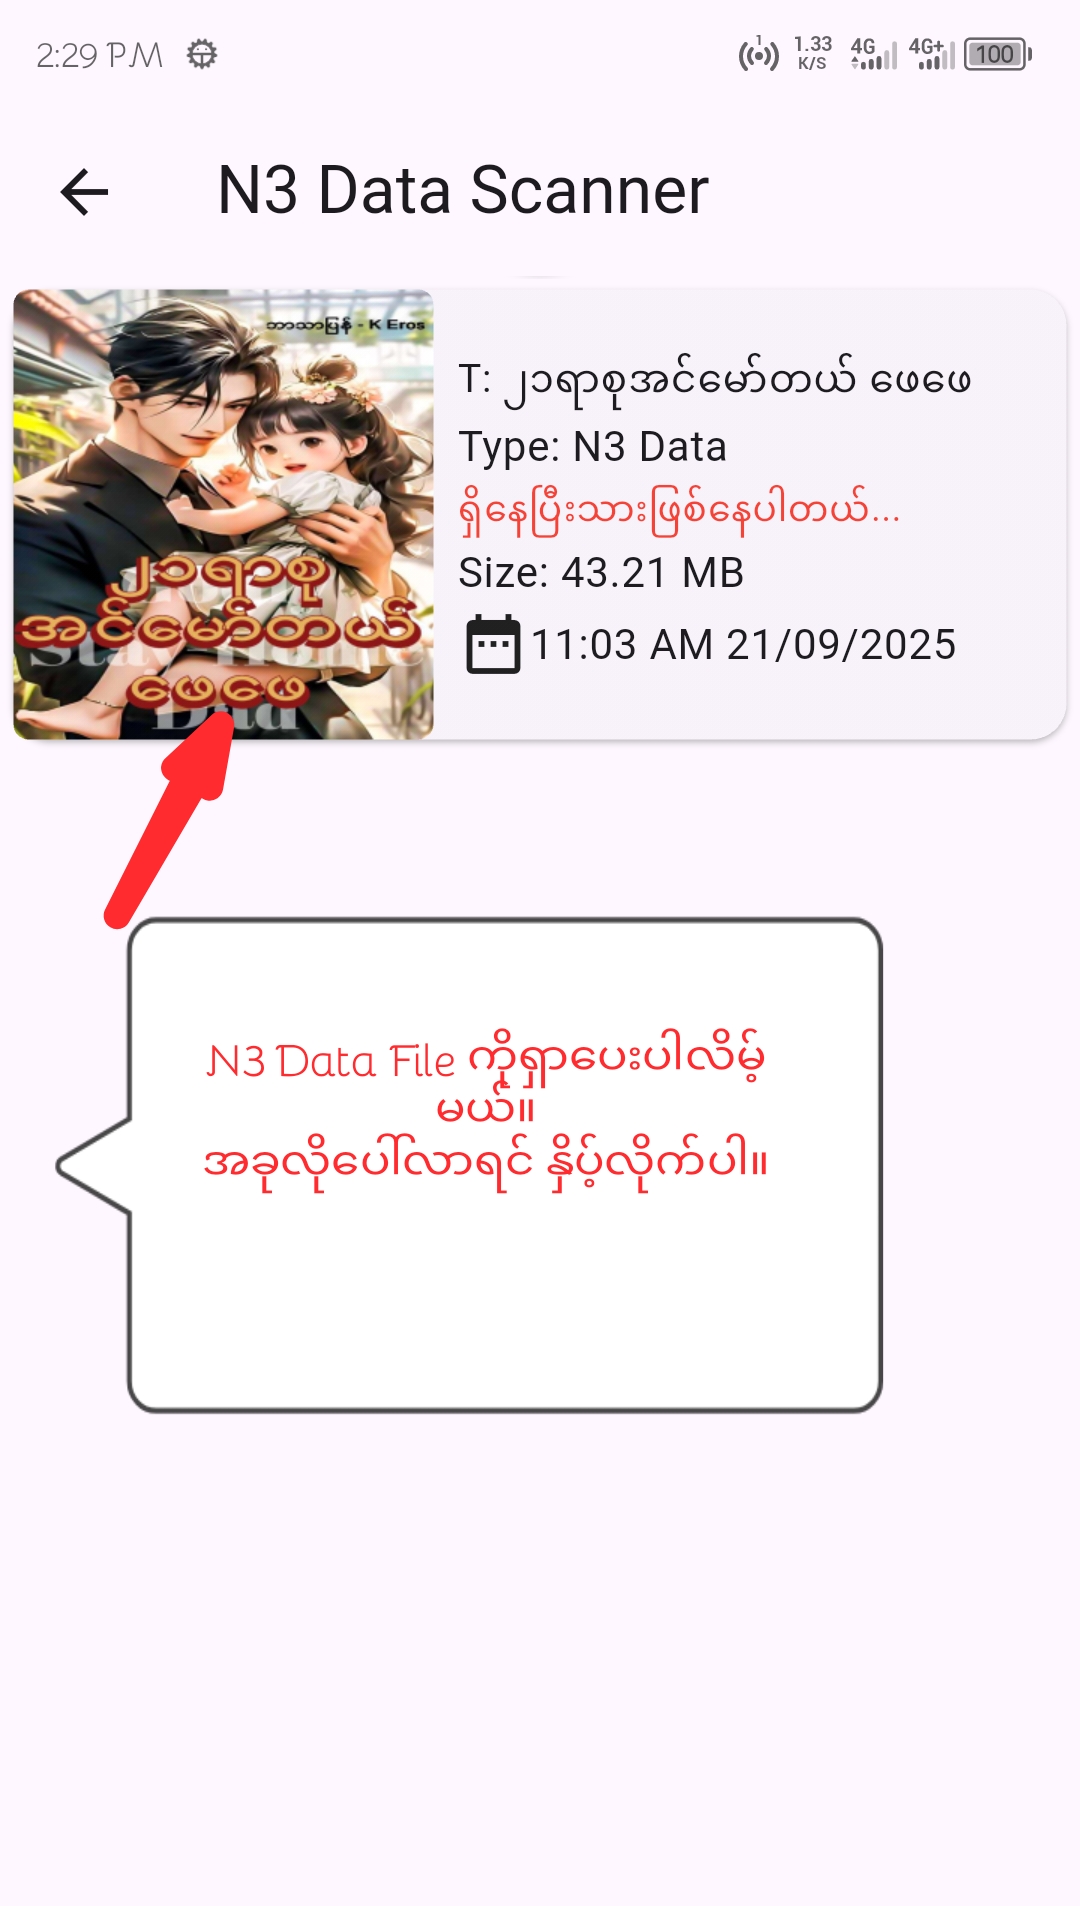 2:29 PM
1
1.33
K/S
4G
4G+
100
N3 Data Scanner
ဘာသာပြန် - K Eros
၂၁ရာစု
အင်မော်တယ်
ဖေဖေ
Stay home
Dad
T: ၂၁ရာစုအင်မော်တယ် ဖေဖေ
Type: N3 Data
ရှိနေပြီးသားဖြစ်နေပါတယ်...
Size: 43.21 MB
11:03 AM 21/09/2025
N3 Data File ကိုရှာပေးပါလိမ့်
မယ်။
အခုလိုပေါ်လာရင် နှိပ့်လိုက်ပါ။